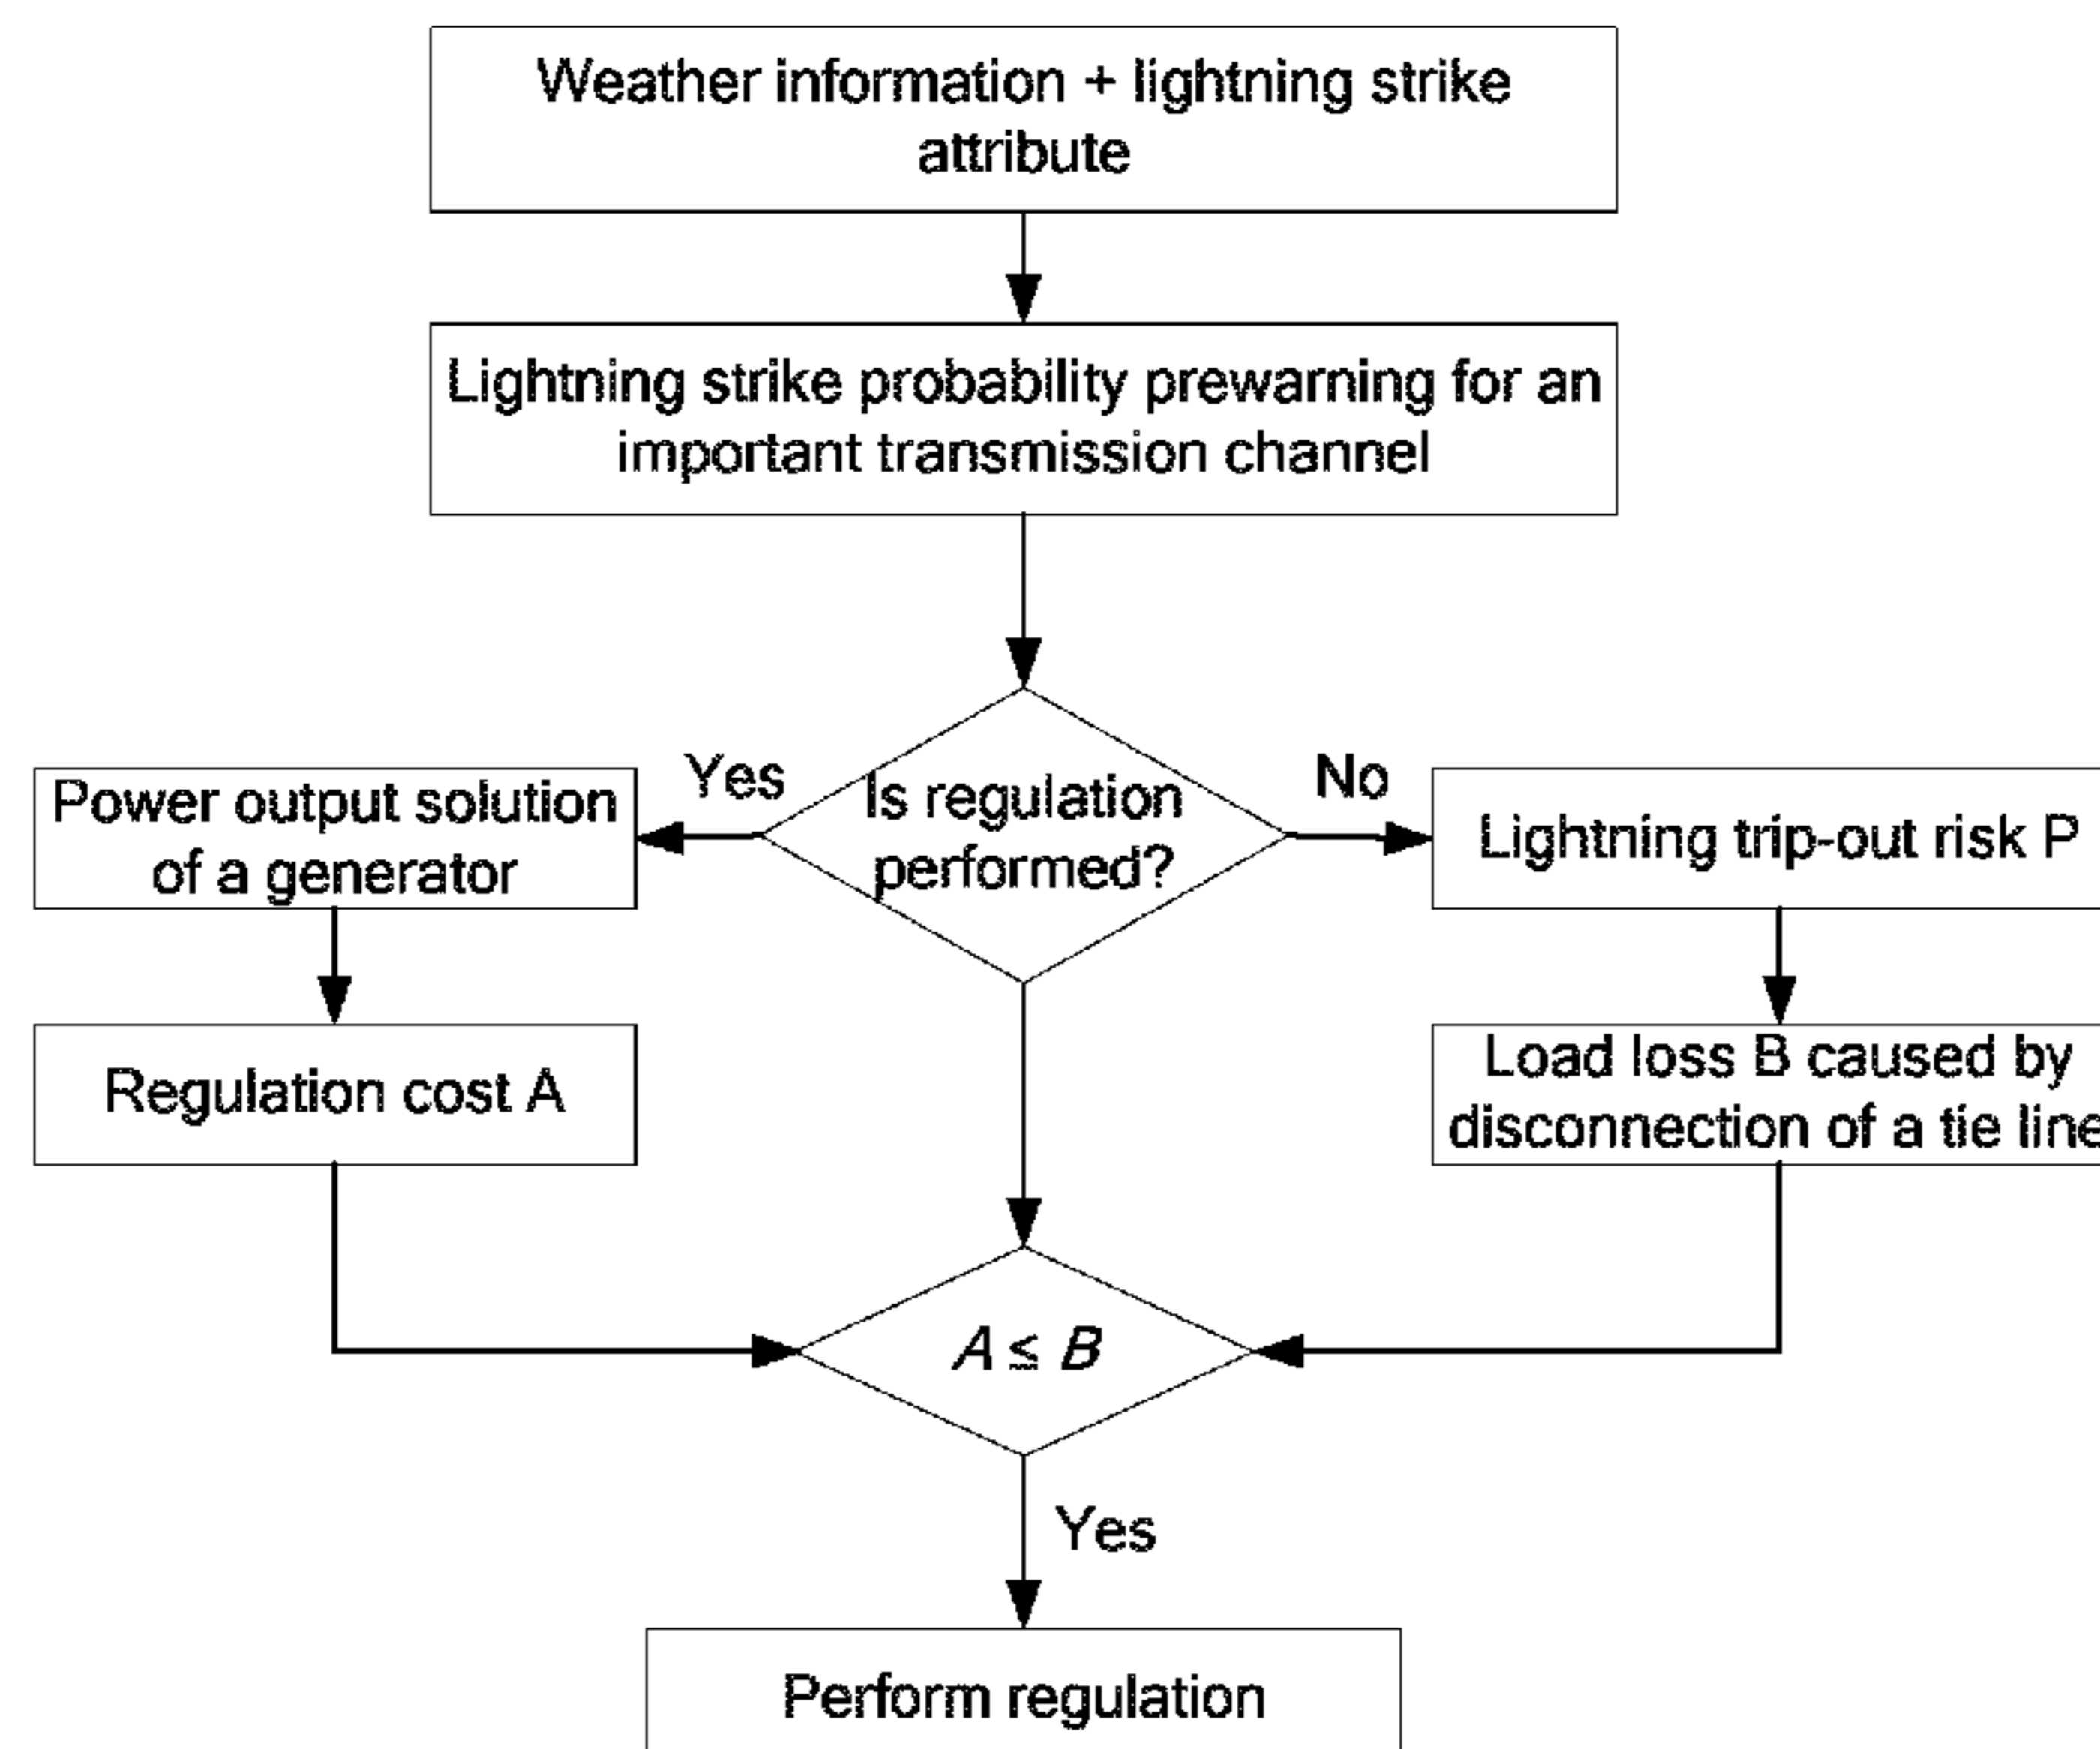 Weather information + lightning strike
attribute
Lightning strike probability prewarning for an
important transmission channel
Yes
No
Power output solution
of a generator
Is regulation
performed?
Lightning trip-out risk P
Regulation cost A
Load loss B caused by
disconnection of a tie line
A ≤ B
Yes
Perform regulation